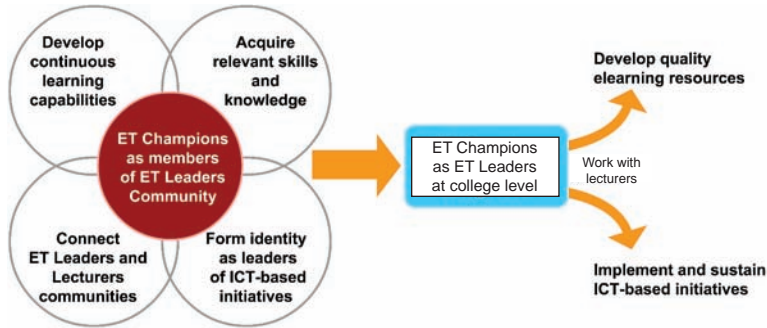 Develop
continuous
learning
capabilities
Acquire
relevant skills
and
knowledge
ET Champions
as members
of ET Leaders
Community
Connect
ET Leaders and
Lecturers
communities
Form identity
as leaders
of ICT-based
initiatives
ET Champions
as ET Leaders
at college level
Develop quality
elearning resources
Work with
lecturers
Implement and sustain
ICT-based initiatives